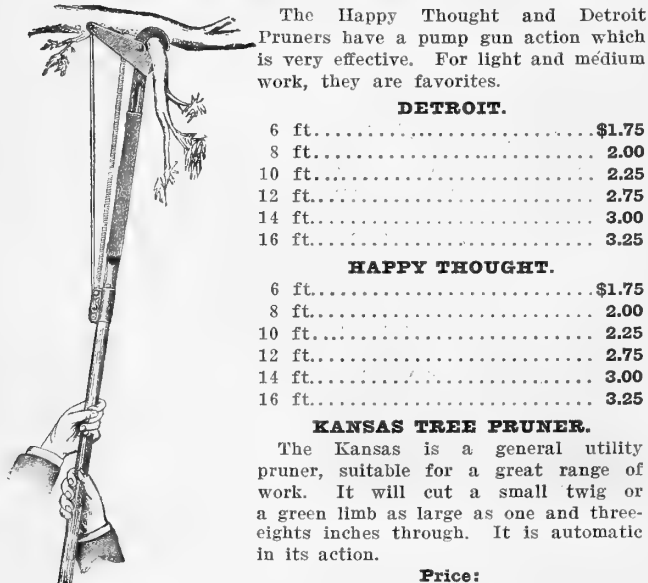 The Happy Thought and Detroit
Pruners have a pump gun action which
is very effective. For light and medium
work, they are favorites.
DETROIT.
6 ft..............................$1.75
8 ft.............................. 2.00
10 ft.............................. 2.25
12 ft.............................. 2.75
14 ft.............................. 3.00
16 ft.............................. 3.25
HAPPY THOUGHT.
6 ft..............................$1.75
8 ft.............................. 2.00
10 ft.............................. 2.25
12 ft.............................. 2.75
14 ft.............................. 3.00
16 ft.............................. 3.25
KANSAS TREE PRUNER.
The Kansas is a general utility
pruner, suitable for a great range of
work. It will cut a small twig or
a green limb as large as one and three-
eights inches through. It is automatic
in its action.
Price: